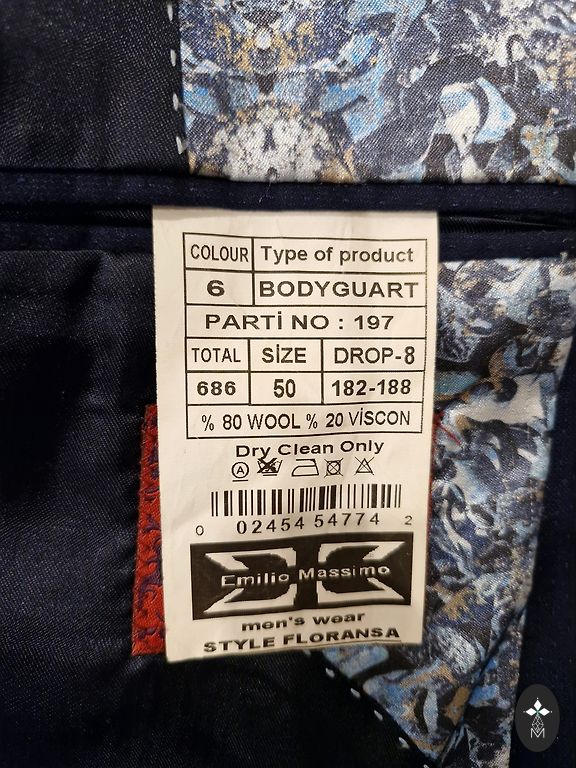 COLOUR Type of product
6 BODYGUART
PARTİ NO : 197
TOTAL SİZE DROP-8
686 50 182-188
% 80 WOOL % 20 VİSCON
Dry Clean Only
A
0 02454 54774 2
Emilio Massimo
men's wear
STYLE FLORANSA
M